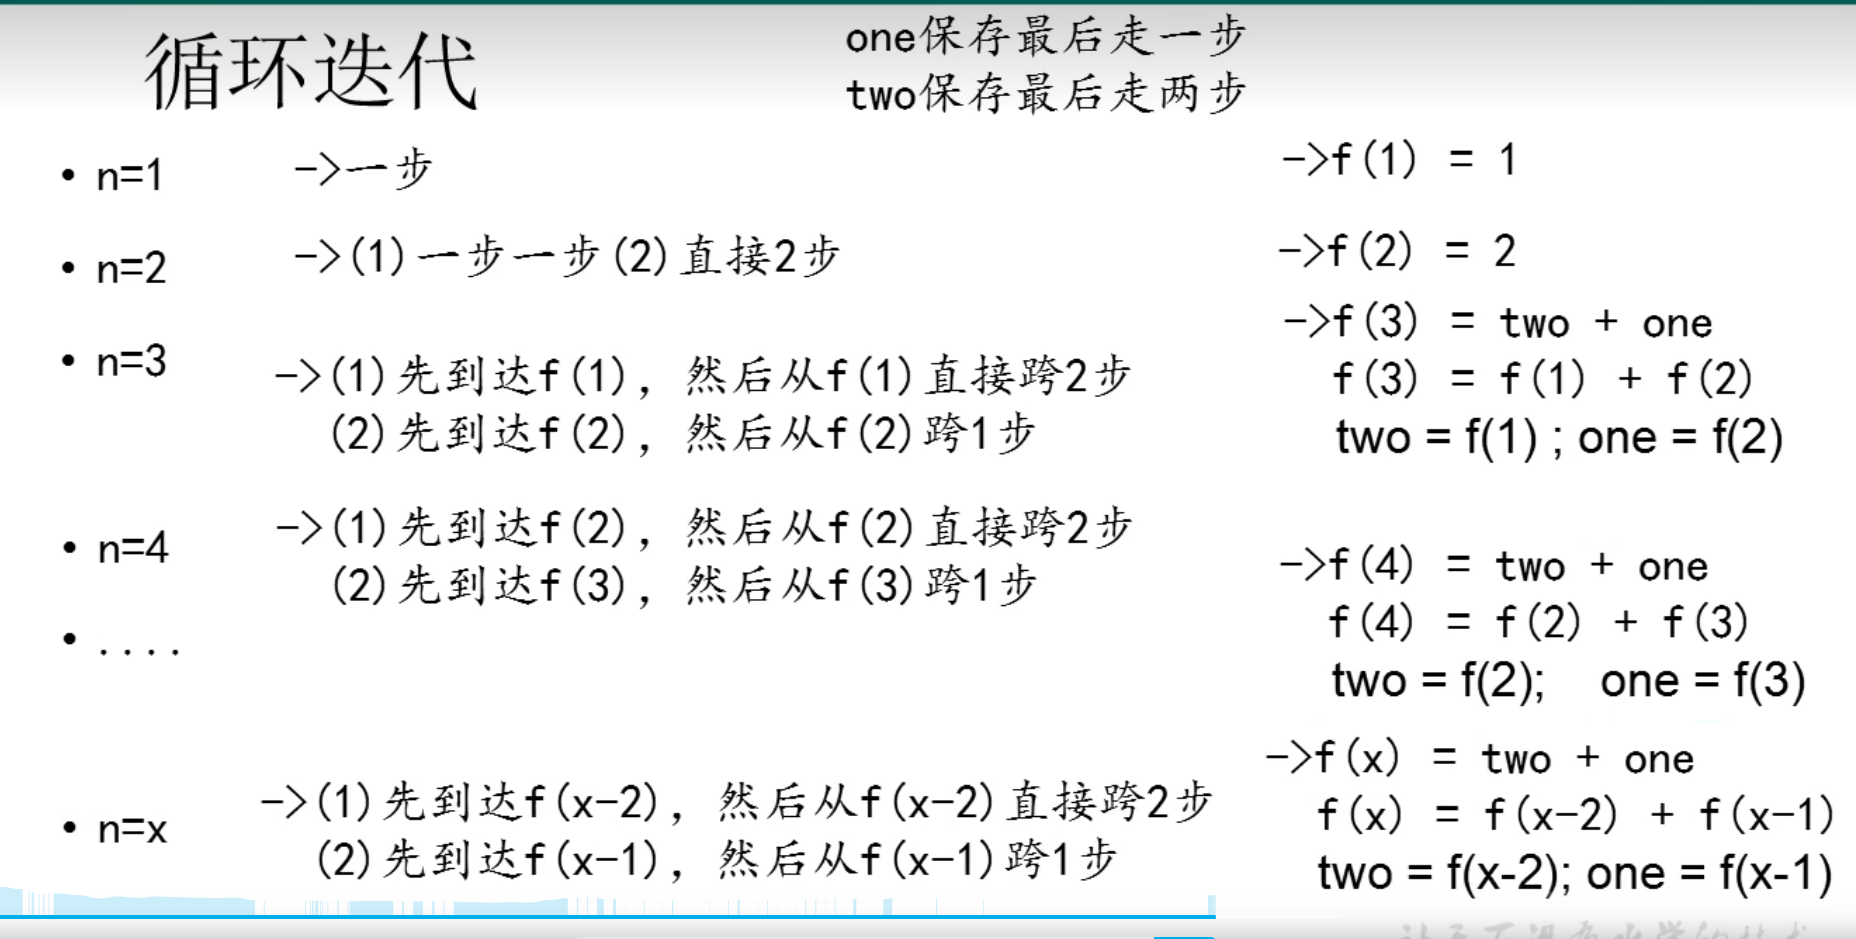 循环迭代
one保存最后走一步
two保存最后走两步
• n=1 ->一步 ->f(1) = 1
• n=2 ->(1)一步一步(2)直接2步 ->f(2) = 2
• n=3 ->(1)先到达f(1)，然后从f(1)直接跨2步
(2)先到达f(2)，然后从f(2)跨1步
->f(3) = two + one
f(3) = f(1) + f(2)
two = f(1) ; one = f(2)
• n=4 ->(1)先到达f(2)，然后从f(2)直接跨2步
(2)先到达f(3)，然后从f(3)跨1步
->f(4) = two + one
f(4) = f(2) + f(3)
two = f(2); one = f(3)
• ....
• n=x ->(1)先到达f(x-2)，然后从f(x-2)直接跨2步
(2)先到达f(x-1)，然后从f(x-1)跨1步
->f(x) = two + one
f(x) = f(x-2) + f(x-1)
two = f(x-2); one = f(x-1)